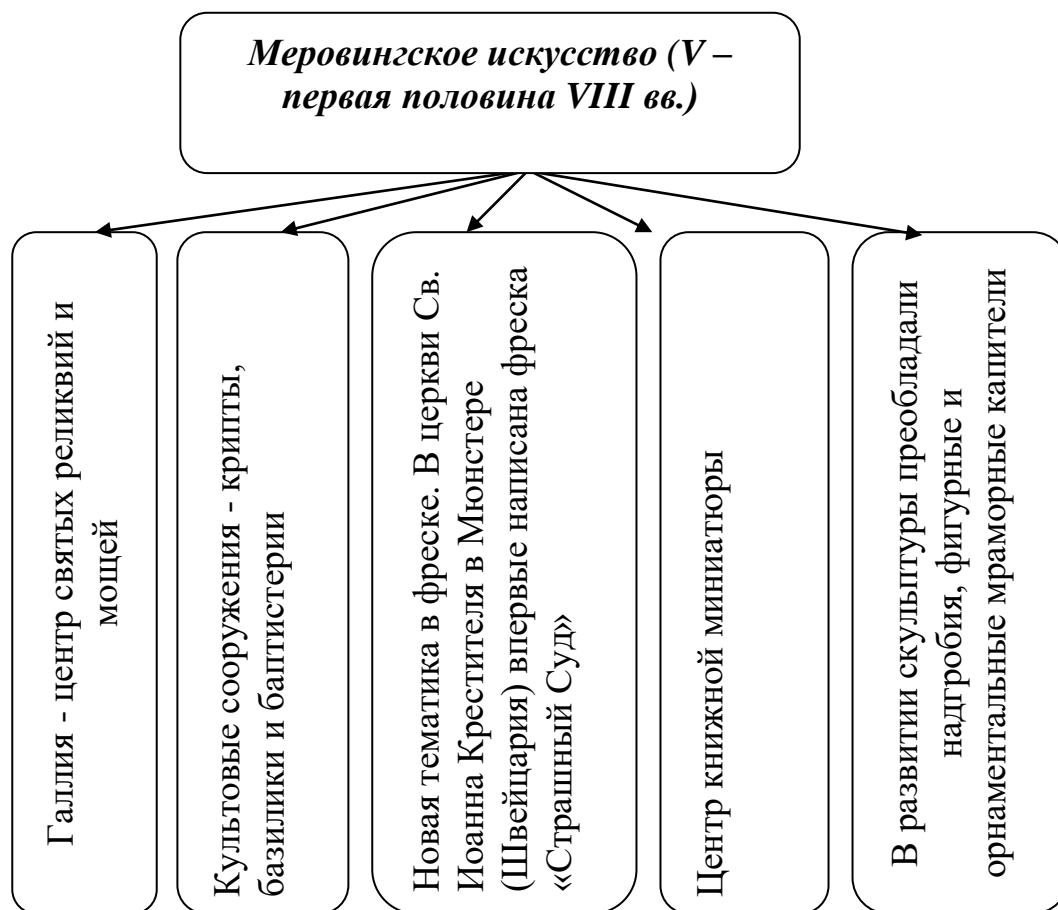 Меровингское искусство (V –
первая половина VIII вв.)
Галлия - центр святых реликвий и
мощей
Культовые сооружения - крипты,
базилики и баптистерии
Новая тематика в фреске. В церкви Св.
Иоанна Крестителя в Мюнстере
(Швейцария) впервые написана фреска
«Страшный Суд»
Центр книжной миниатюры
В развитии скульптуры преобладали
надгробия, фигурные и
орнаментальные мраморные капители